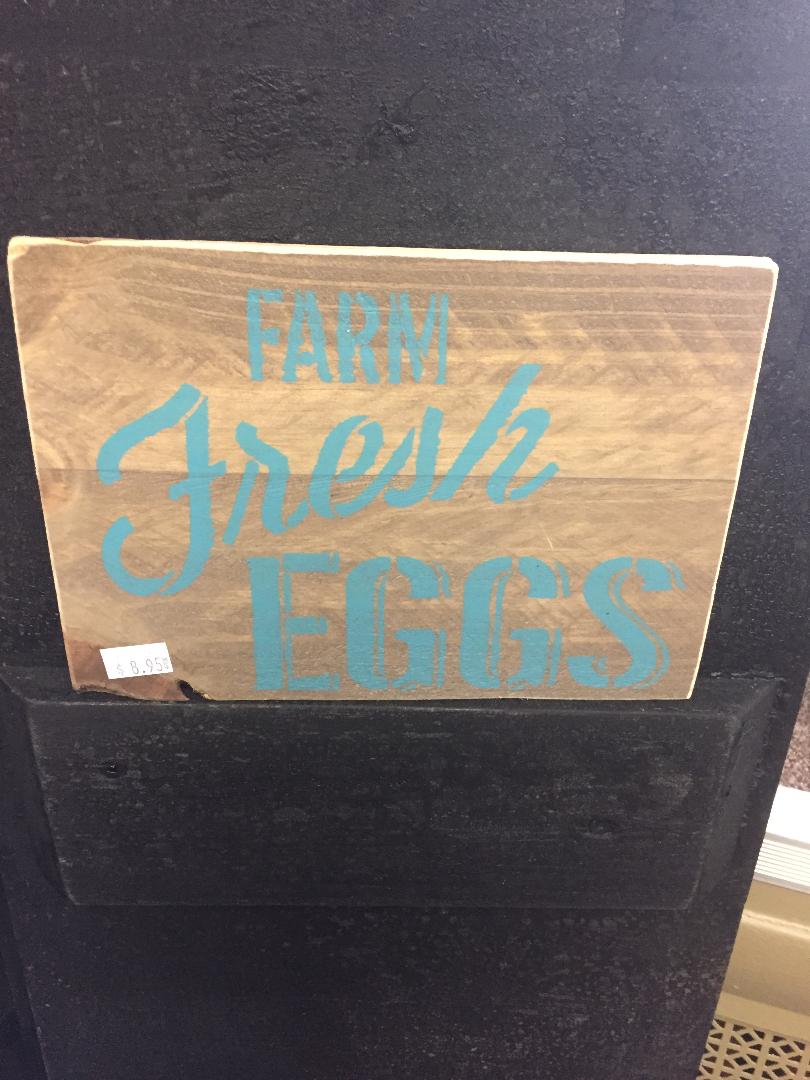 FARM
Fresh
EGGS
$ 8.95